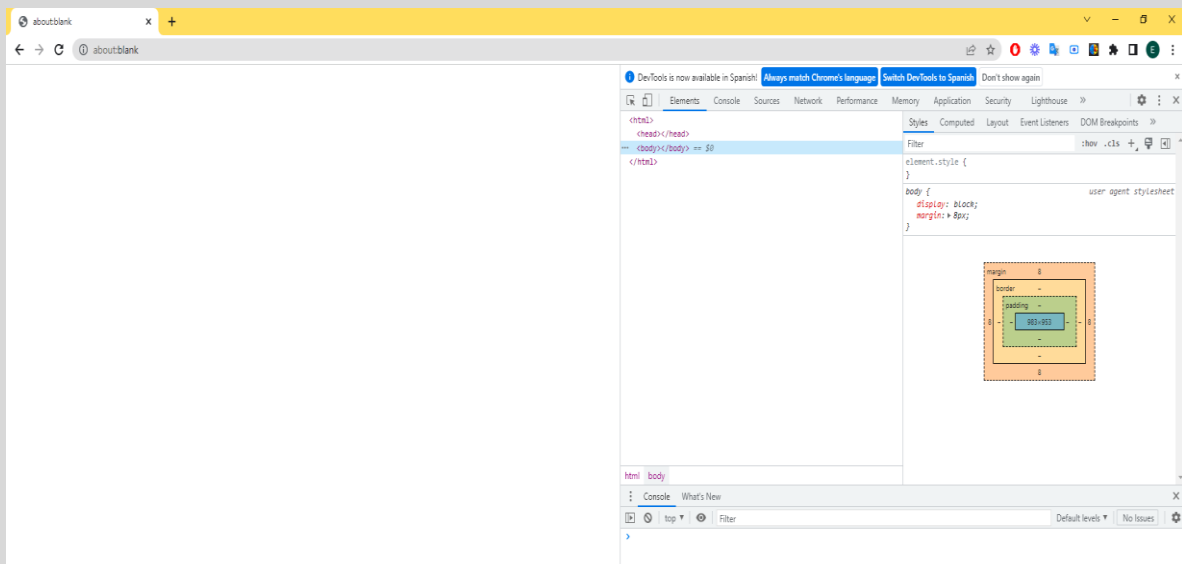 about:blank
about:blank
E
DevTools is now available in Spanish! Always match Chrome's language Switch DevTools to Spanish Don't show again
Elements Console Sources Network Performance Memory Application Security Lighthouse »
<html>
<head></head>
<body></body> == $0
</html>
Styles Computed Layout Event Listeners DOM Breakpoints »
Filter :hov .cls +
element.style {
}
body { user agent stylesheet
display: block;
margin: 8px;
}
margin 8
border -
padding -
8 - - 983×953 - - 8
-
-
8
html body
Console What's New
top Filter Default levels No Issues